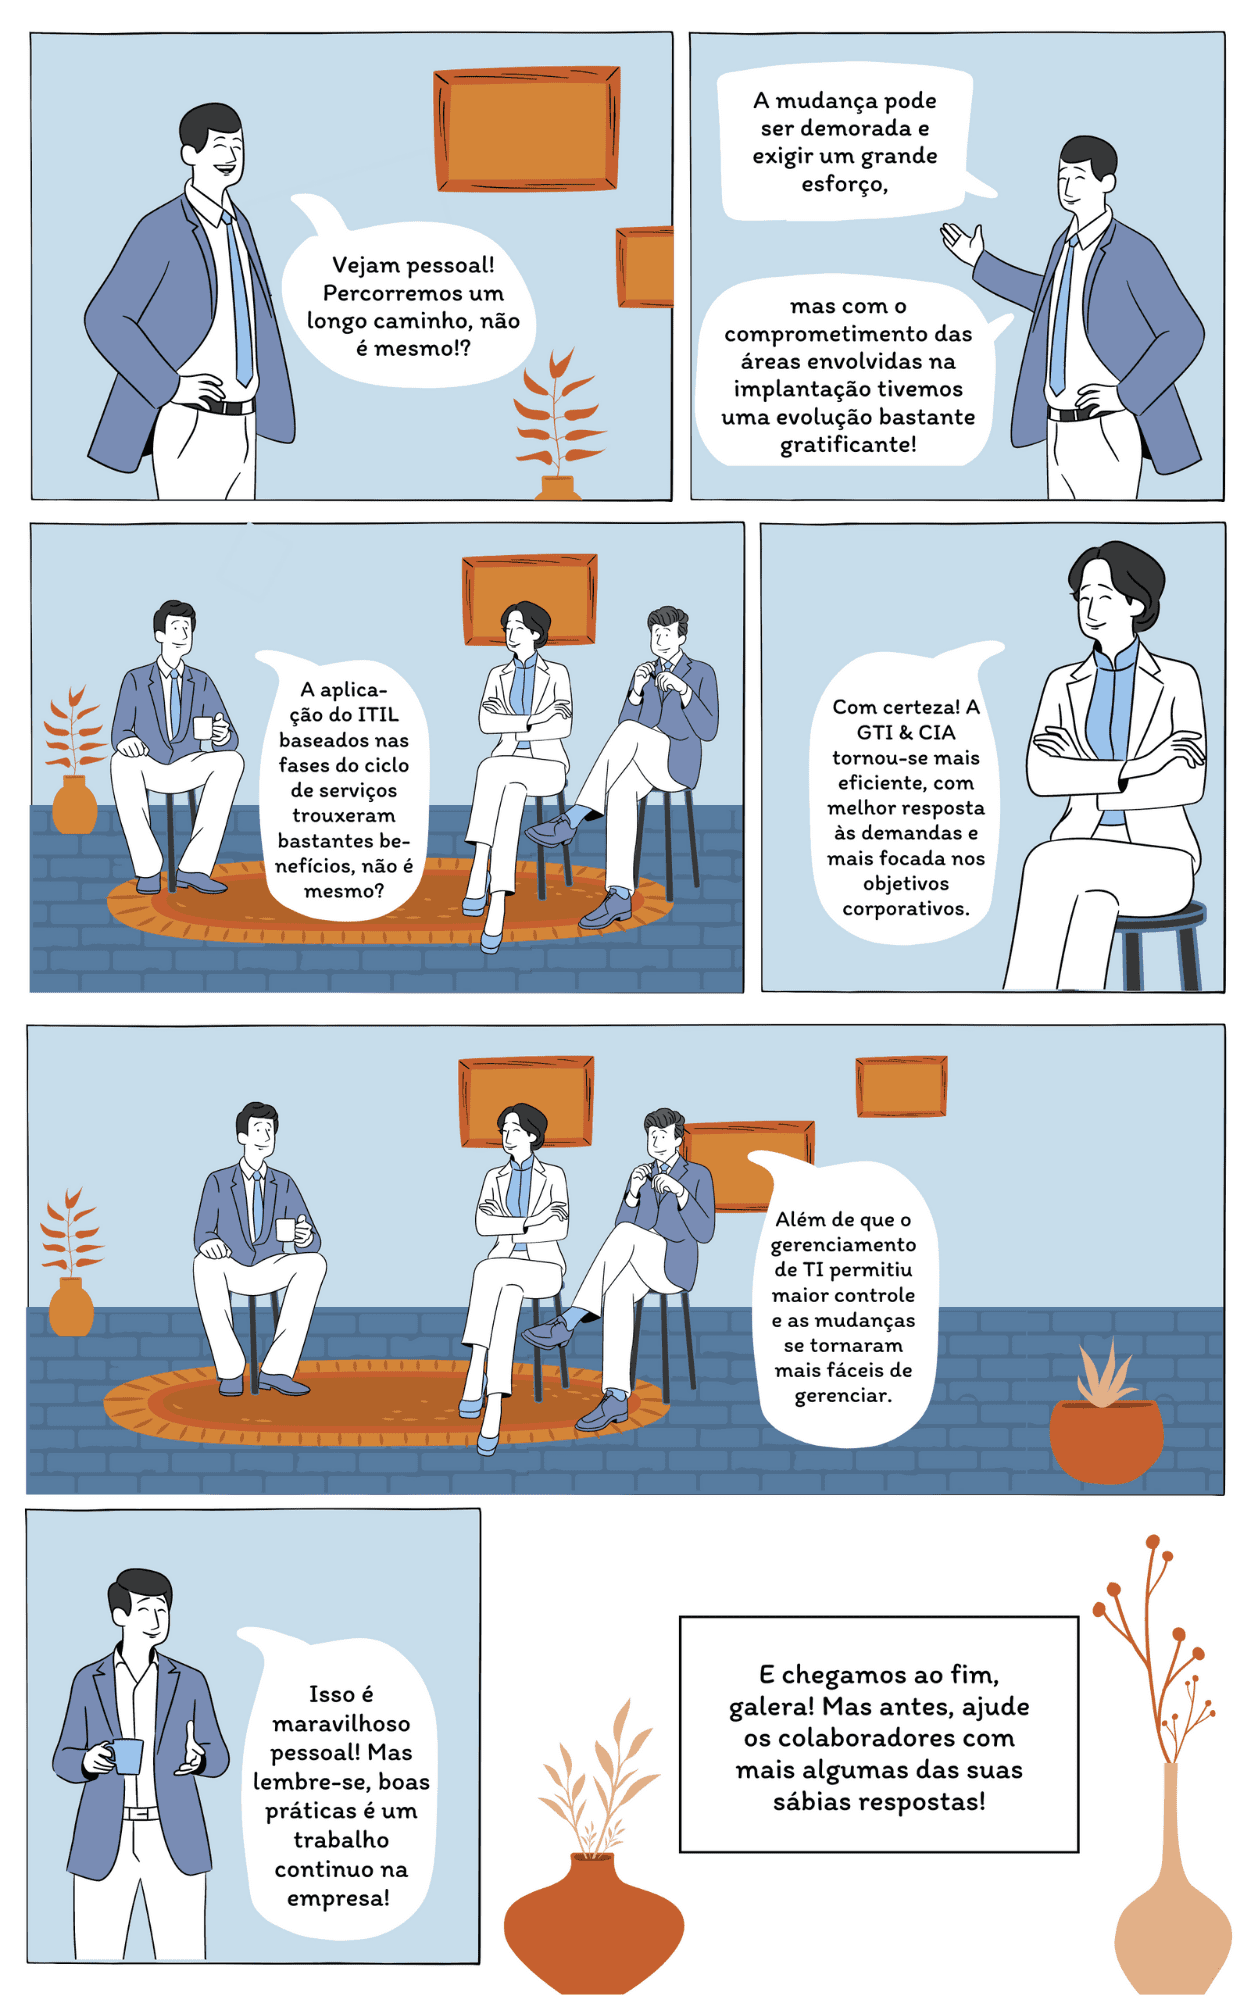 Vejam pessoal!
Percorremos um
longo caminho, não
é mesmo!?
A mudança pode
ser demorada e
exigir um grande
esforço,
mas com o
comprometimento das
áreas envolvidas na
implantação tivemos
uma evolução bastante
gratificante!
A aplica-
ção do ITIL
baseados nas
fases do ciclo
de serviços
trouxeram
bastantes be-
nefícios, não é
mesmo?
Com certeza! A
GTI & CIA
tornou-se mais
eficiente, com
melhor resposta
às demandas e
mais focada nos
objetivos
corporativos.
Além de que o
gerenciamento
de TI permitiu
maior controle
e as mudanças
se tornaram
mais fáceis de
gerenciar.
Isso é
maravilhoso
pessoal! Mas
lembre-se, boas
práticas é um
trabalho
continuo na
empresa!
E chegamos ao fim,
galera! Mas antes, ajude
os colaboradores com
mais algumas das suas
sábias respostas!